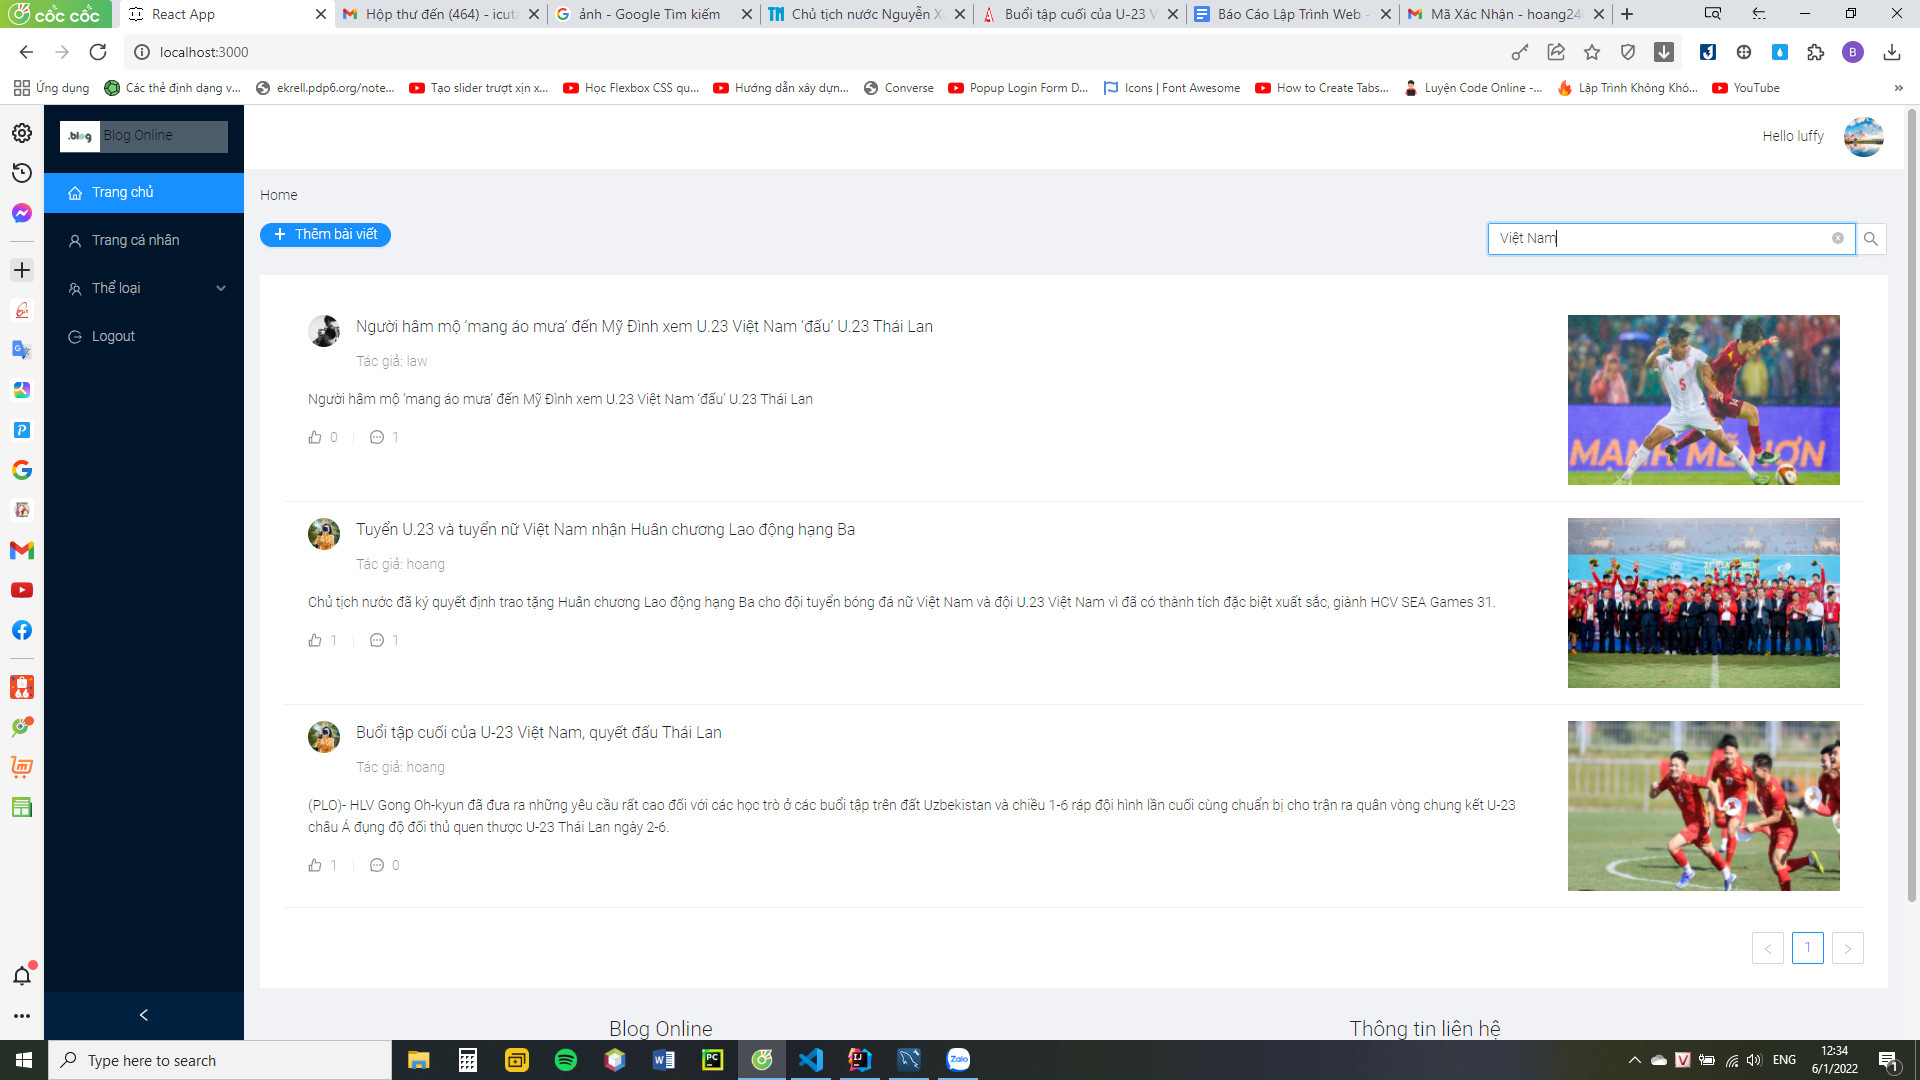 cốc cốc
React App
Hộp thư đến (464) - icuta
ảnh - Google Tìm kiếm
Chủ tịch nước Nguyễn X
Buổi tập cuối của U-23 V
Báo Cáo Lập Trình Web -
Mã Xác Nhận - hoang24
localhost:3000
B
Ứng dụng
Các thẻ định dạng v...
ekrell.pdp6.org/note...
Tạo slider trượt xịn x...
Học Flexbox CSS qu...
Hướng dẫn xây dựn...
Converse
Popup Login Form D...
Icons | Font Awesome
How to Create Tabs...
Luyện Code Online -...
Lập Trình Không Khó...
YouTube
»
.blog
Blog Online
Hello luffy
Trang chủ
Trang cá nhân
Thể loại
Logout
Home
+ Thêm bài viết
Việt Nam
Người hâm mộ ‘mang áo mưa’ đến Mỹ Đình xem U.23 Việt Nam ‘đấu’ U.23 Thái Lan
Tác giả: law
Người hâm mộ ‘mang áo mưa’ đến Mỹ Đình xem U.23 Việt Nam ‘đấu’ U.23 Thái Lan
0
1
MẠNH MẼ HƠN
Tuyển U.23 và tuyển nữ Việt Nam nhận Huân chương Lao động hạng Ba
Tác giả: hoang
Chủ tịch nước đã ký quyết định trao tặng Huân chương Lao động hạng Ba cho đội tuyển bóng đá nữ Việt Nam và đội U.23 Việt Nam vì đã có thành tích đặc biệt xuất sắc, giành HCV SEA Games 31.
1
1
Buổi tập cuối của U-23 Việt Nam, quyết đấu Thái Lan
Tác giả: hoang
(PLO)- HLV Gong Oh-kyun đã đưa ra những yêu cầu rất cao đối với các học trò ở các buổi tập trên đất Uzbekistan và chiều 1-6 ráp đội hình lần cuối cùng chuẩn bị cho trận ra quân vòng chung kết U-23
châu Á đụng độ đối thủ quen thược U-23 Thái Lan ngày 2-6.
1
0
< 1 >
Blog Online
Thông tin liên hệ
Type here to search
ENG
12:34
6/1/2022
1